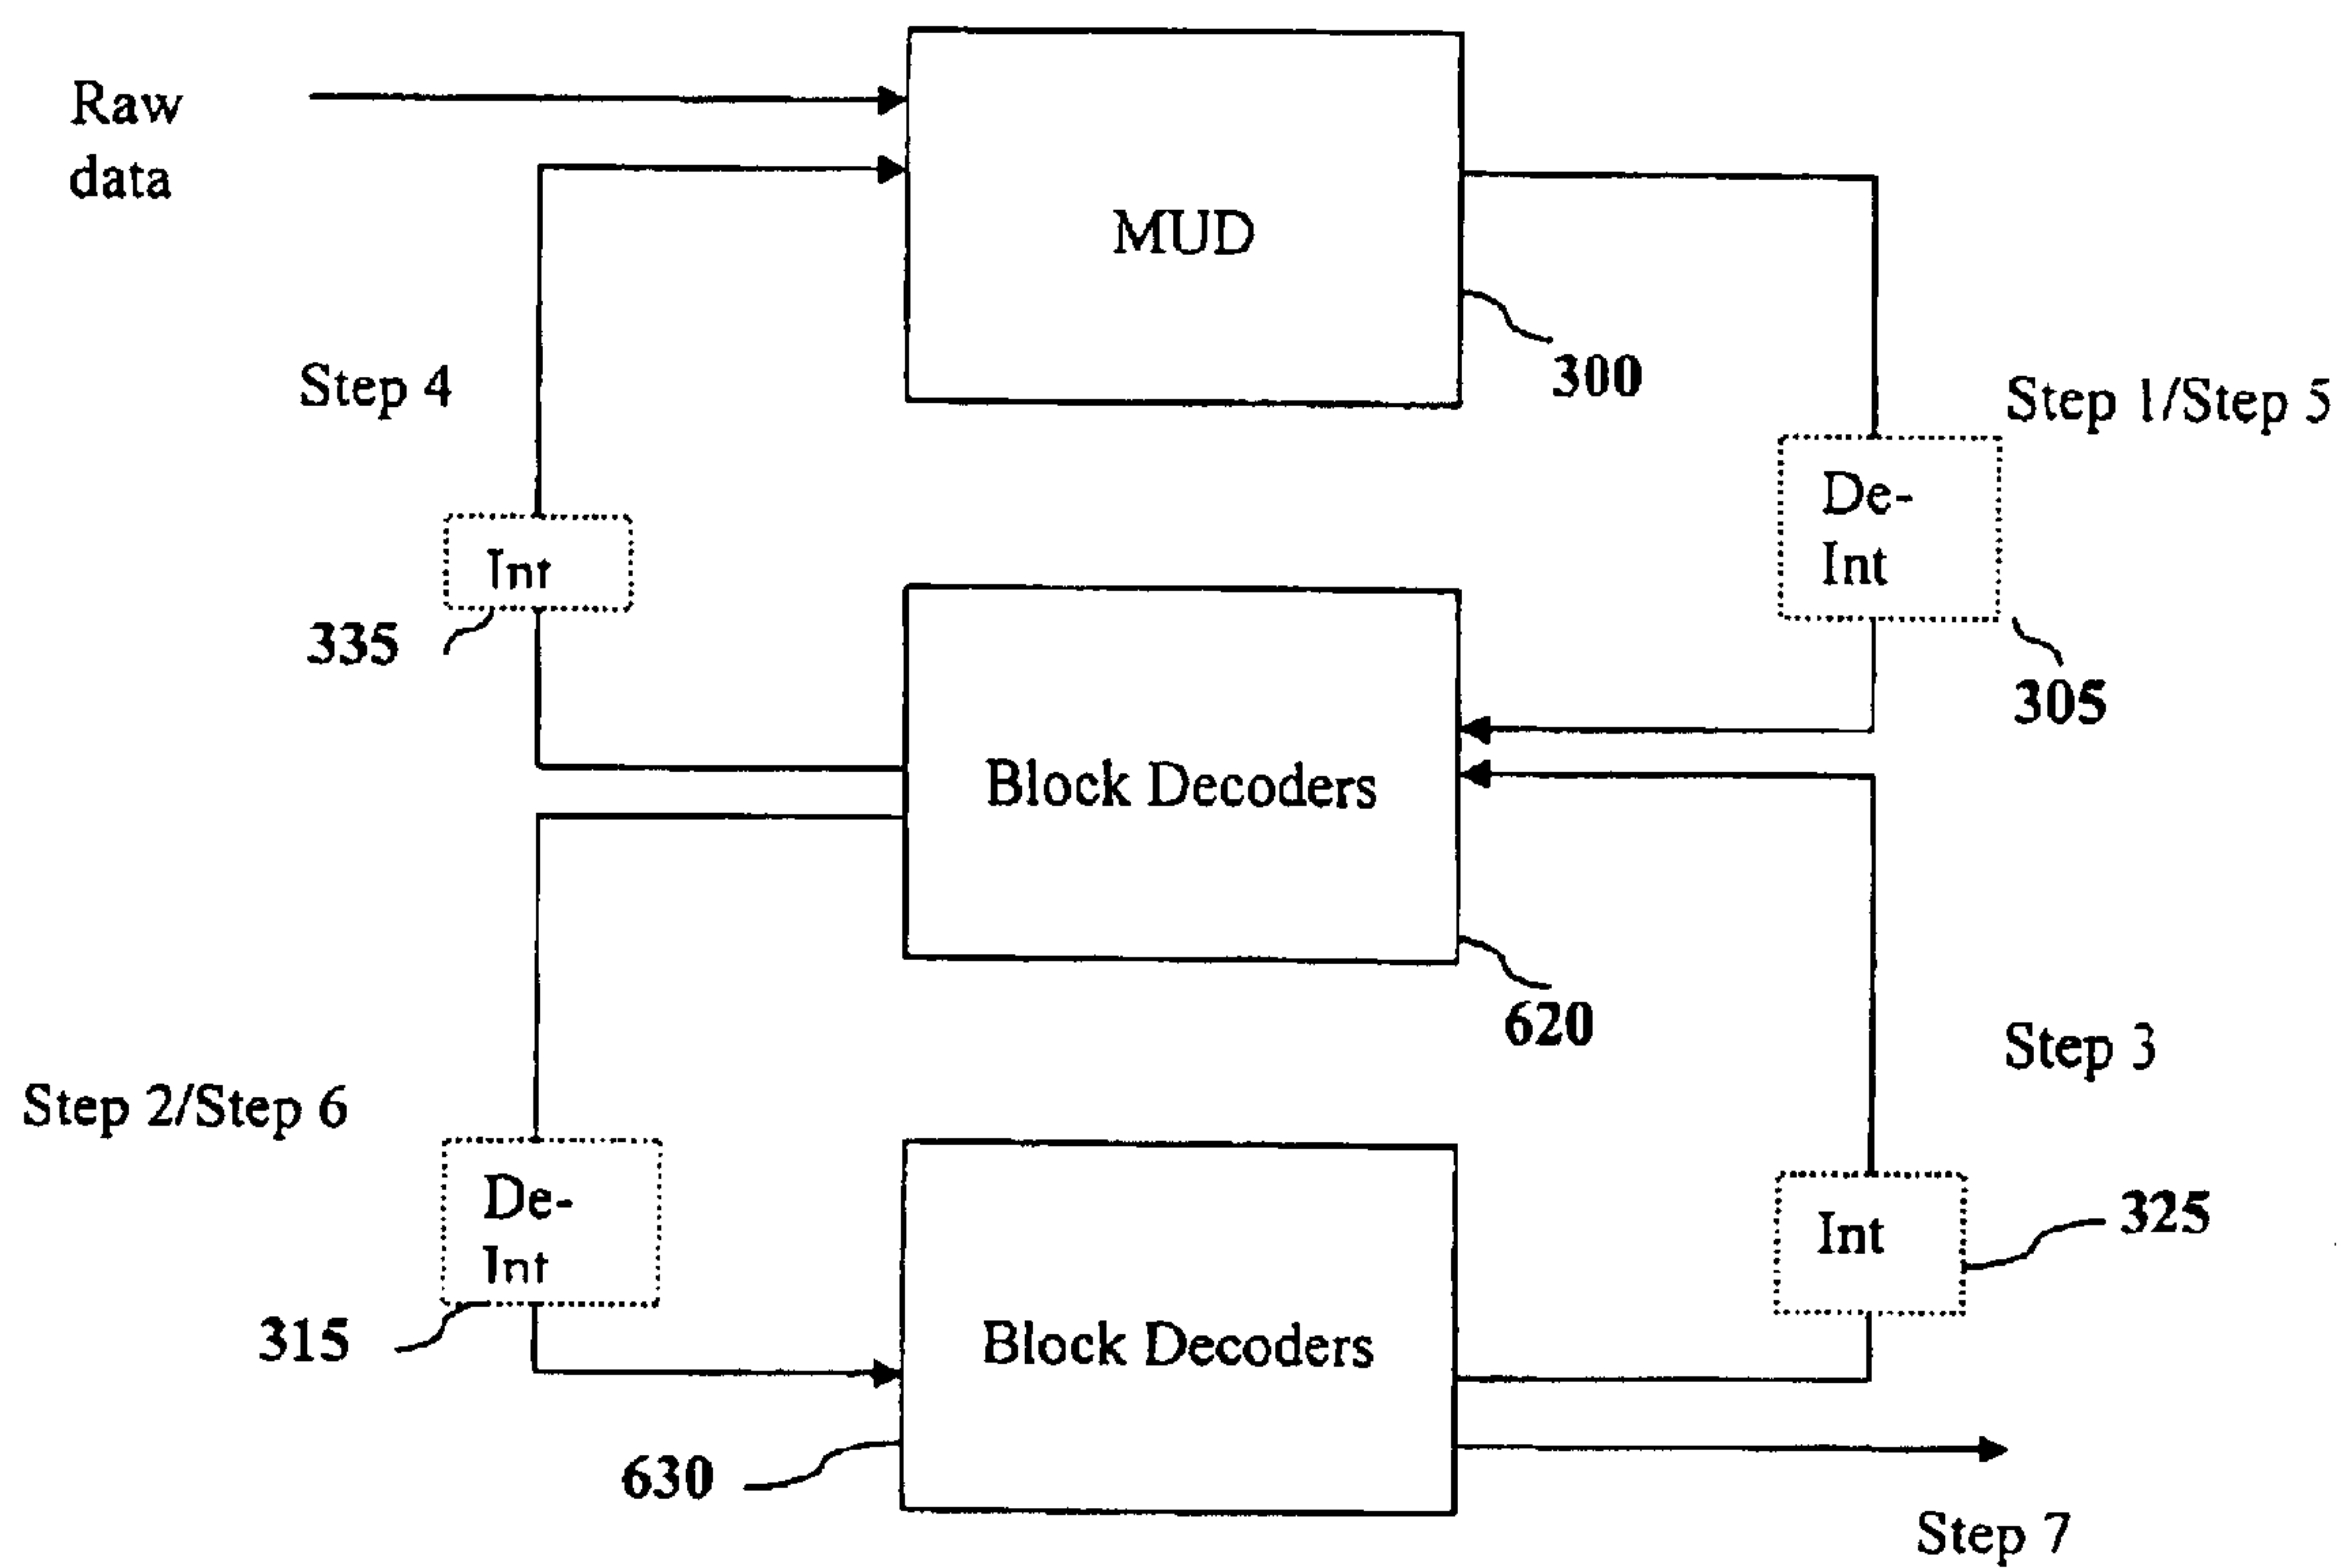 Raw
data
MUD
300
Step 4
Step 1/Step 5
De-
Int
305
Int
335
Block Decoders
620
Step 3
Step 2/Step 6
De-
Int
315
Int
325
Block Decoders
630
Step 7